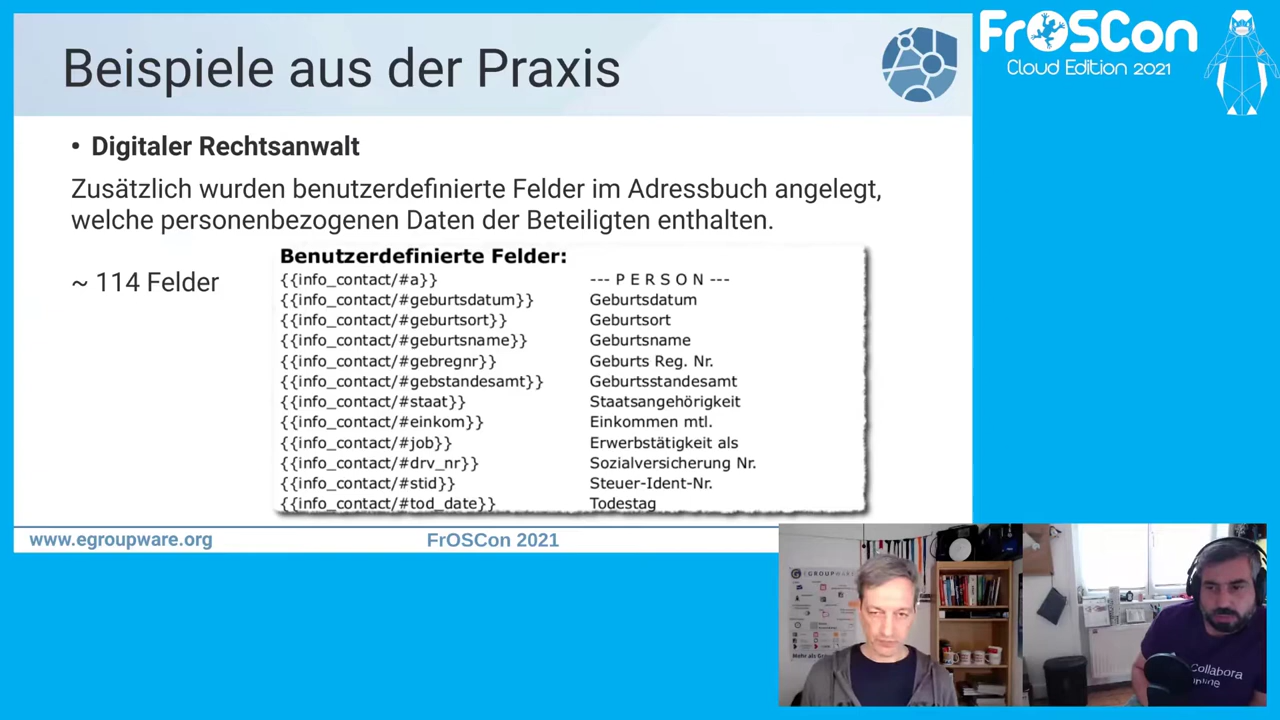 Beispiele aus der Praxis
FrOSCon
Cloud Edition 2021
• Digitaler Rechtsanwalt
Zusätzlich wurden benutzerdefinierte Felder im Adressbuch angelegt,
welche personenbezogenen Daten der Beteiligten enthalten.
~ 114 Felder
Benutzerdefinierte Felder:
{{info_contact/#a}} --- P E R S O N ---
{{info_contact/#geburtsdatum}} Geburtsdatum
{{info_contact/#geburtsort}} Geburtsort
{{info_contact/#geburtsname}} Geburtsname
{{info_contact/#gebregnr}} Geburts Reg. Nr.
{{info_contact/#gebstandesamt}} Geburtsstandesamt
{{info_contact/#staat}} Staatsangehörigkeit
{{info_contact/#einkom}} Einkommen mtl.
{{info_contact/#job}} Erwerbstätigkeit als
{{info_contact/#drv_nr}} Sozialversicherung Nr.
{{info_contact/#stid}} Steuer-Ident-Nr.
{{info_contact/#tod_date}} Todestag
www.egroupware.org FrOSCon 2021
EGROUPWARE
Mehr als
Collabora